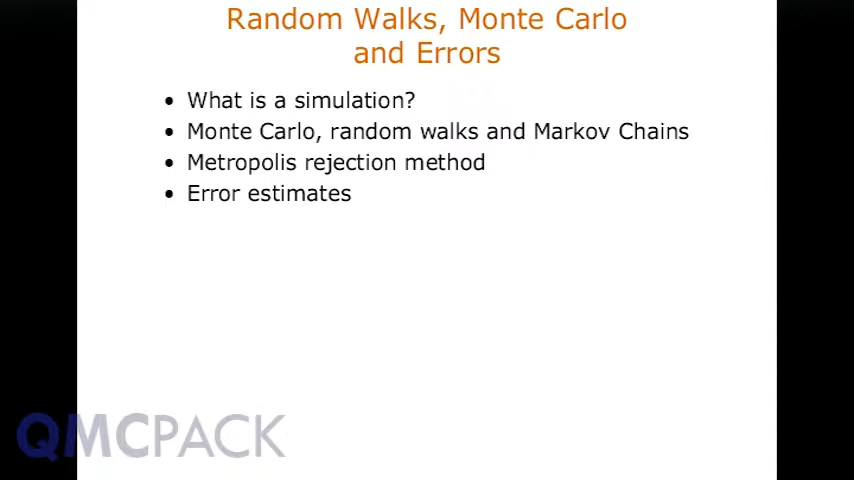 Random Walks, Monte Carlo
and Errors
• What is a simulation?
• Monte Carlo, random walks and Markov Chains
• Metropolis rejection method
• Error estimates
QMCPACK